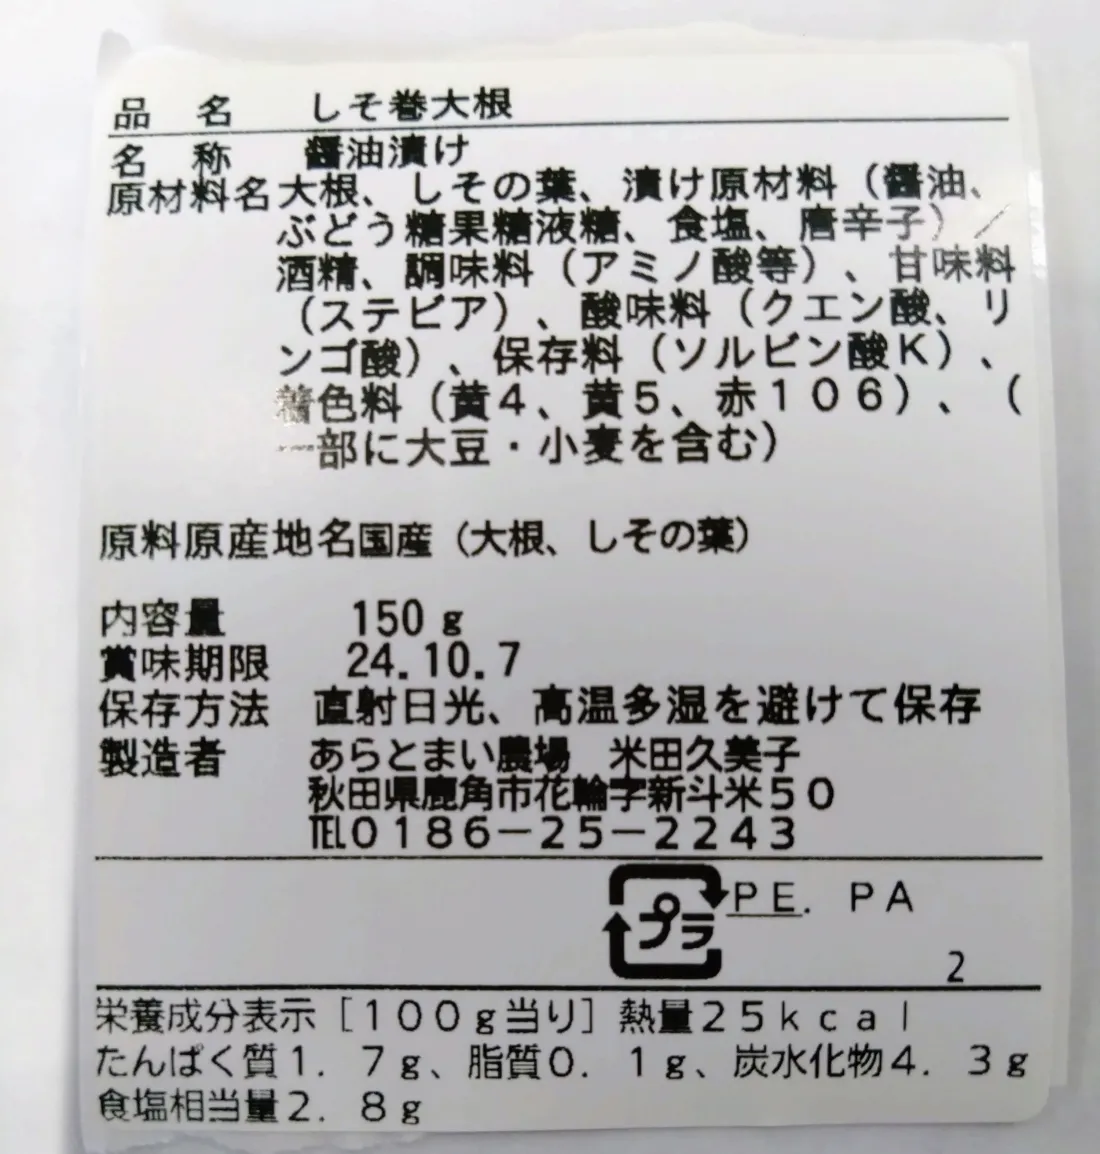 品 名 しそ巻大根
名 称 醤油漬け
原材料名大根、しその葉、漬け原材料（醤油、
ぶどう糖果糖液糖、食塩、唐辛子）／
酒精、調味料（アミノ酸等）、甘味料
（ステビア）、酸味料（クエン酸、リ
ンゴ酸）、保存料（ソルビン酸K）、
着色料（黄4、黄5、赤106）、（
一部に大豆・小麦を含む）
原料原産地名国産（大根、しその葉）
内容量 150g
賞味期限 24.10.7
保存方法 直射日光、高温多湿を避けて保存
製造者 あらとまい農場 米田久美子
秋田県鹿角市花輪字新斗米50
℡0186－25－2243
プラ PE. PA
2
栄養成分表示［100g当り］熱量25kcal
たんぱく質1. 7g、脂質0. 1g、炭水化物4. 3g
食塩相当量2. 8g